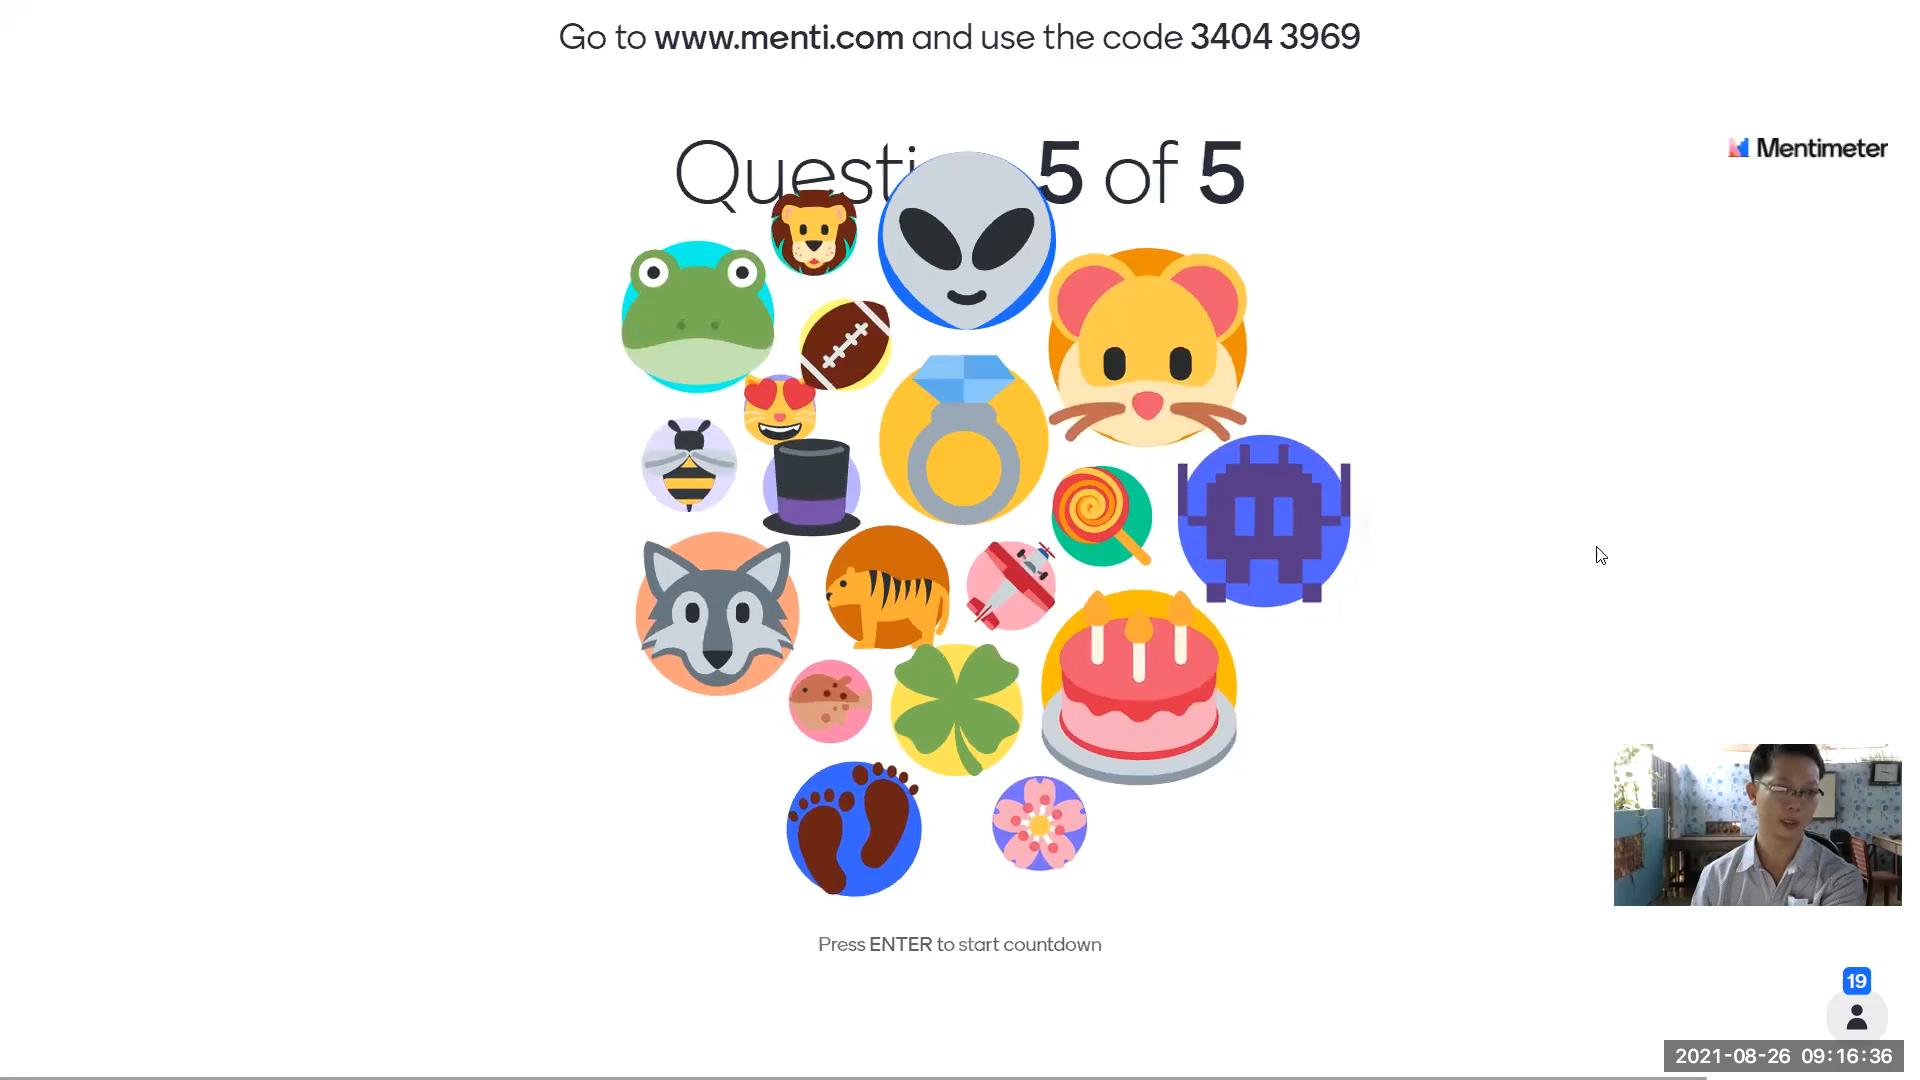 Go to www.menti.com and use the code 3404 3969
Mentimeter
Questi 5 of 5
Press ENTER to start countdown
19
2021-08-26 09:16:36